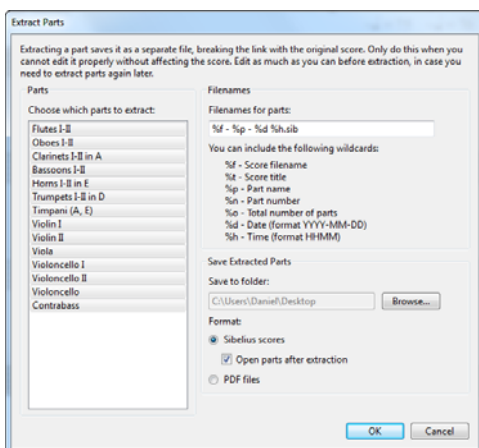 Extract Parts
Extracting a part saves it as a separate file, breaking the link with the original score. Only do this when you
cannot edit it properly without affecting the score. Edit as much as you can before extraction, in case you
need to extract parts again later.
Parts
Choose which parts to extract:
Flutes I-II
Oboes I-II
Clarinets I-II in A
Bassoons I-II
Horns I-II in E
Trumpets I-II in D
Timpani (A, E)
Violin I
Violin II
Viola
Violoncello I
Violoncello II
Violoncello
Contrabass
Filenames
Filenames for parts:
%f - %p - %d %h.sib
You can include the following wildcards:
%f - Score filename
%t - Score title
%p - Part name
%n - Part number
%o - Total number of parts
%d - Date (format YYYY-MM-DD)
%h - Time (format HHMM)
Save Extracted Parts
Save to folder:
C:\Users\Daniel\Desktop
Browse...
Format:
Sibelius scores
Open parts after extraction
PDF files
OK
Cancel